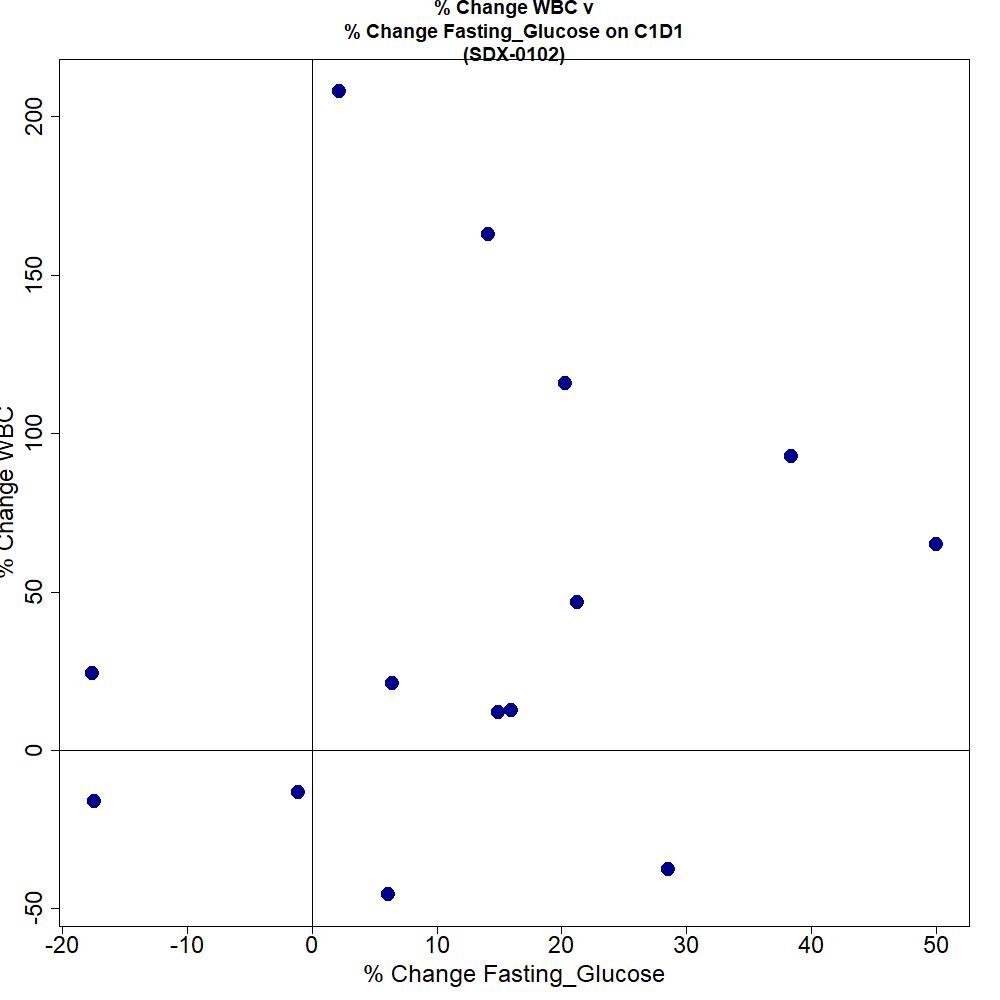 % Change WBC v
% Change Fasting_Glucose on C1D1
(SDX-0102)
% Change WBC
200
150
100
50
0
-50
-20 -10 0 10 20 30 40 50
% Change Fasting_Glucose